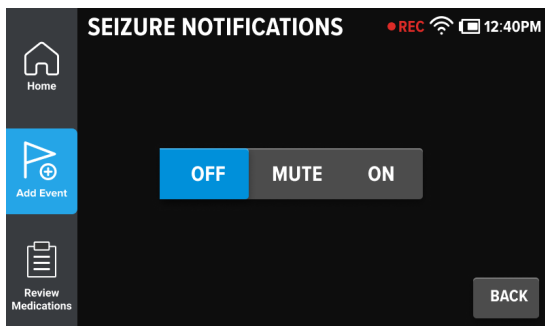 SEIZURE NOTIFICATIONS
REC
12:40PM
Home
Add Event
OFF
MUTE
ON
Review
Medications
BACK